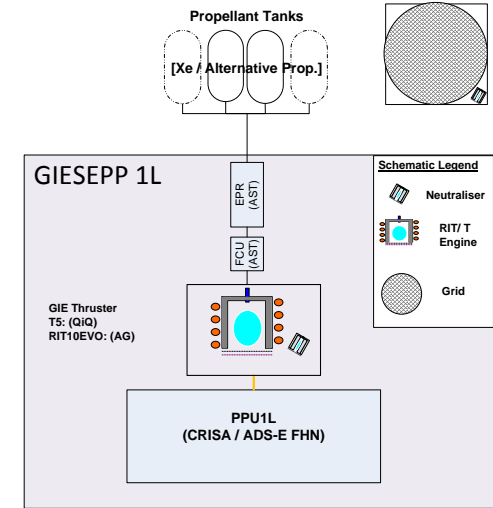 Propellant Tanks
[Xe / Alternative Prop.]
GIESEPP 1L
EPR
(AST)
FCU
(AST)
Schematic Legend
Neutraliser
RIT/ T
Engine
Grid
GIE Thruster
T5: (QiQ)
RIT10EVO: (AG)
PPU1L
(CRISA / ADS-E FHN)